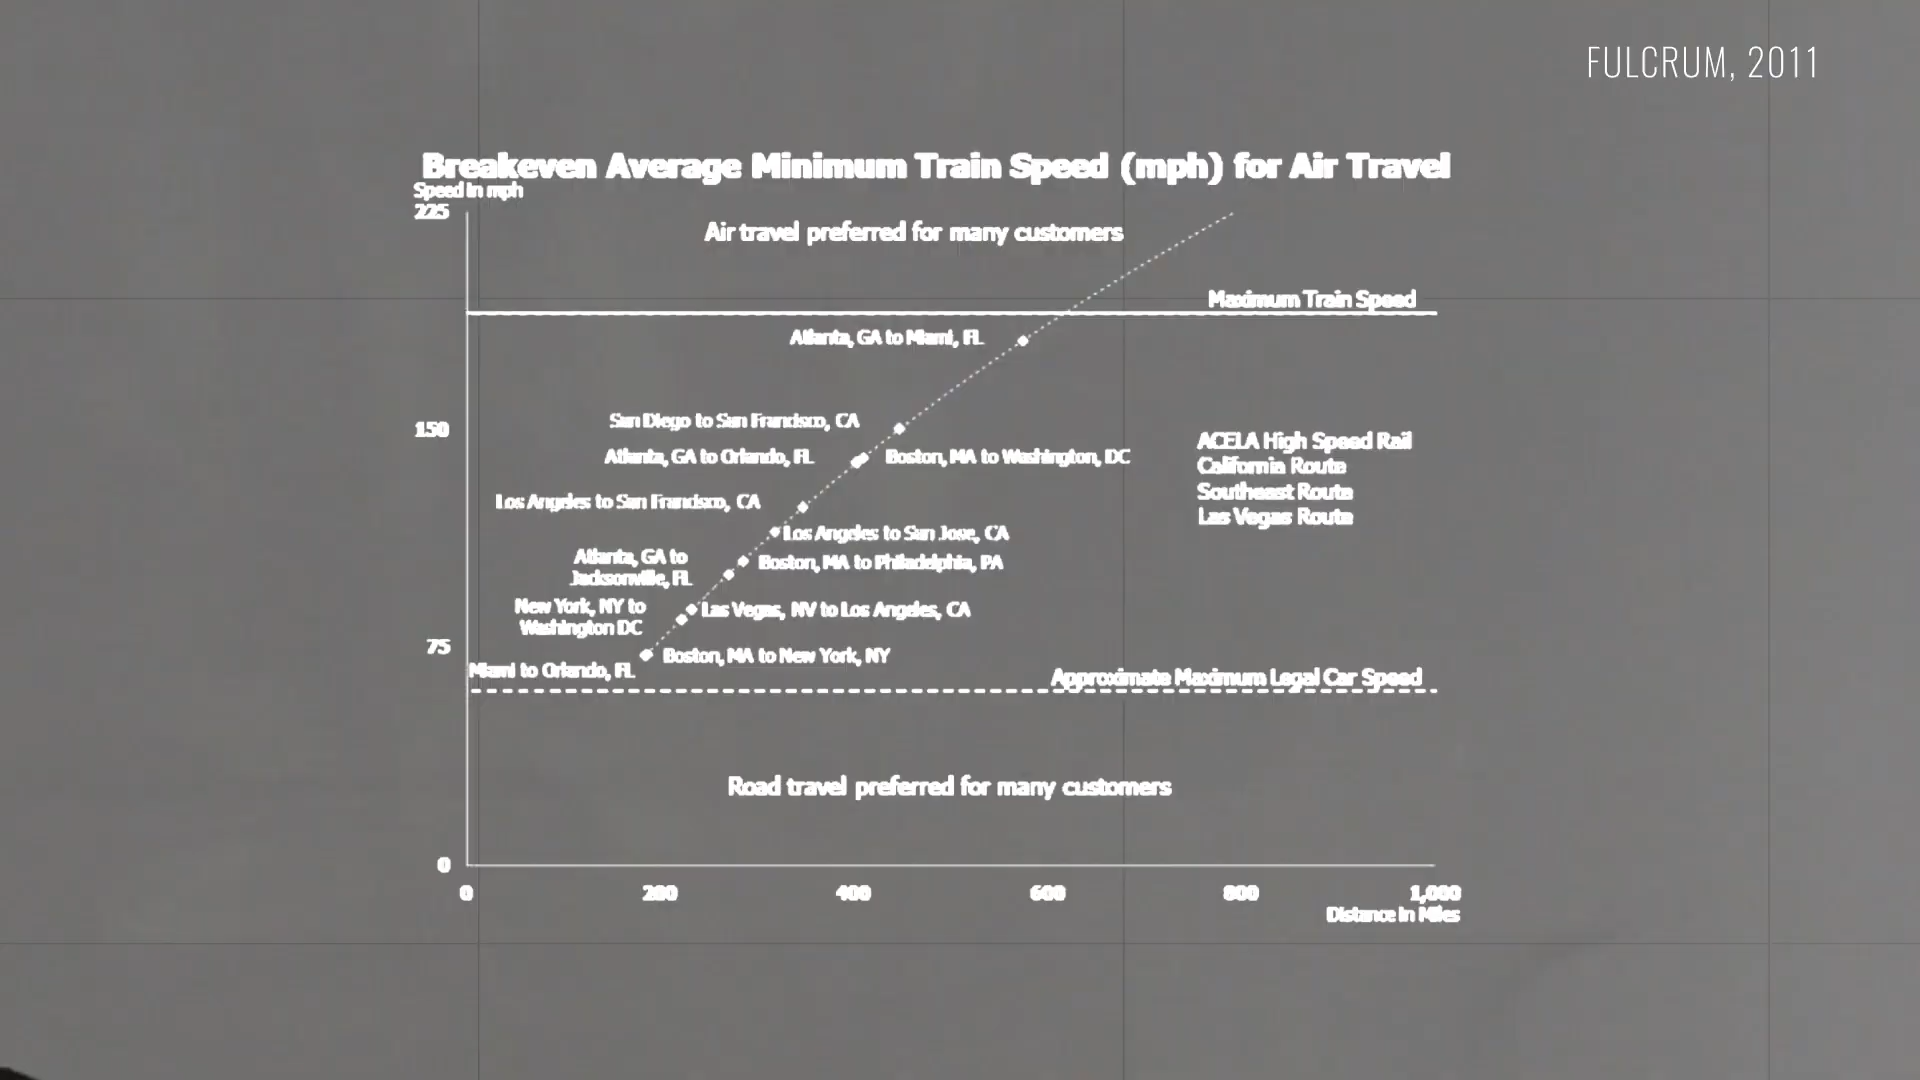 FULCRUM, 2011
Breakeven Average Minimum Train Speed (mph) for Air Travel
Speed in mph
225
Air travel preferred for many customers
Maximum Train Speed
Atlanta, GA to Miami, FL
San Diego to San Francisco, CA
150
ACELA High Speed Rail
Atlanta, GA to Orlando, FL
Boston, MA to Washington, DC
California Route
Southeast Route
Los Angeles to San Francisco, CA
Las Vegas Route
Los Angeles to San Jose, CA
Atlanta, GA to
Jacksonville, FL
Boston, MA to Philadelphia, PA
New York, NY to
Washington DC
Las Vegas, NV to Los Angeles, CA
75
Boston, MA to New York, NY
Miami to Orlando, FL
Approximate Maximum Legal Car Speed
Road travel preferred for many customers
0
0 200 400 600 800 1,000
Distance in Miles